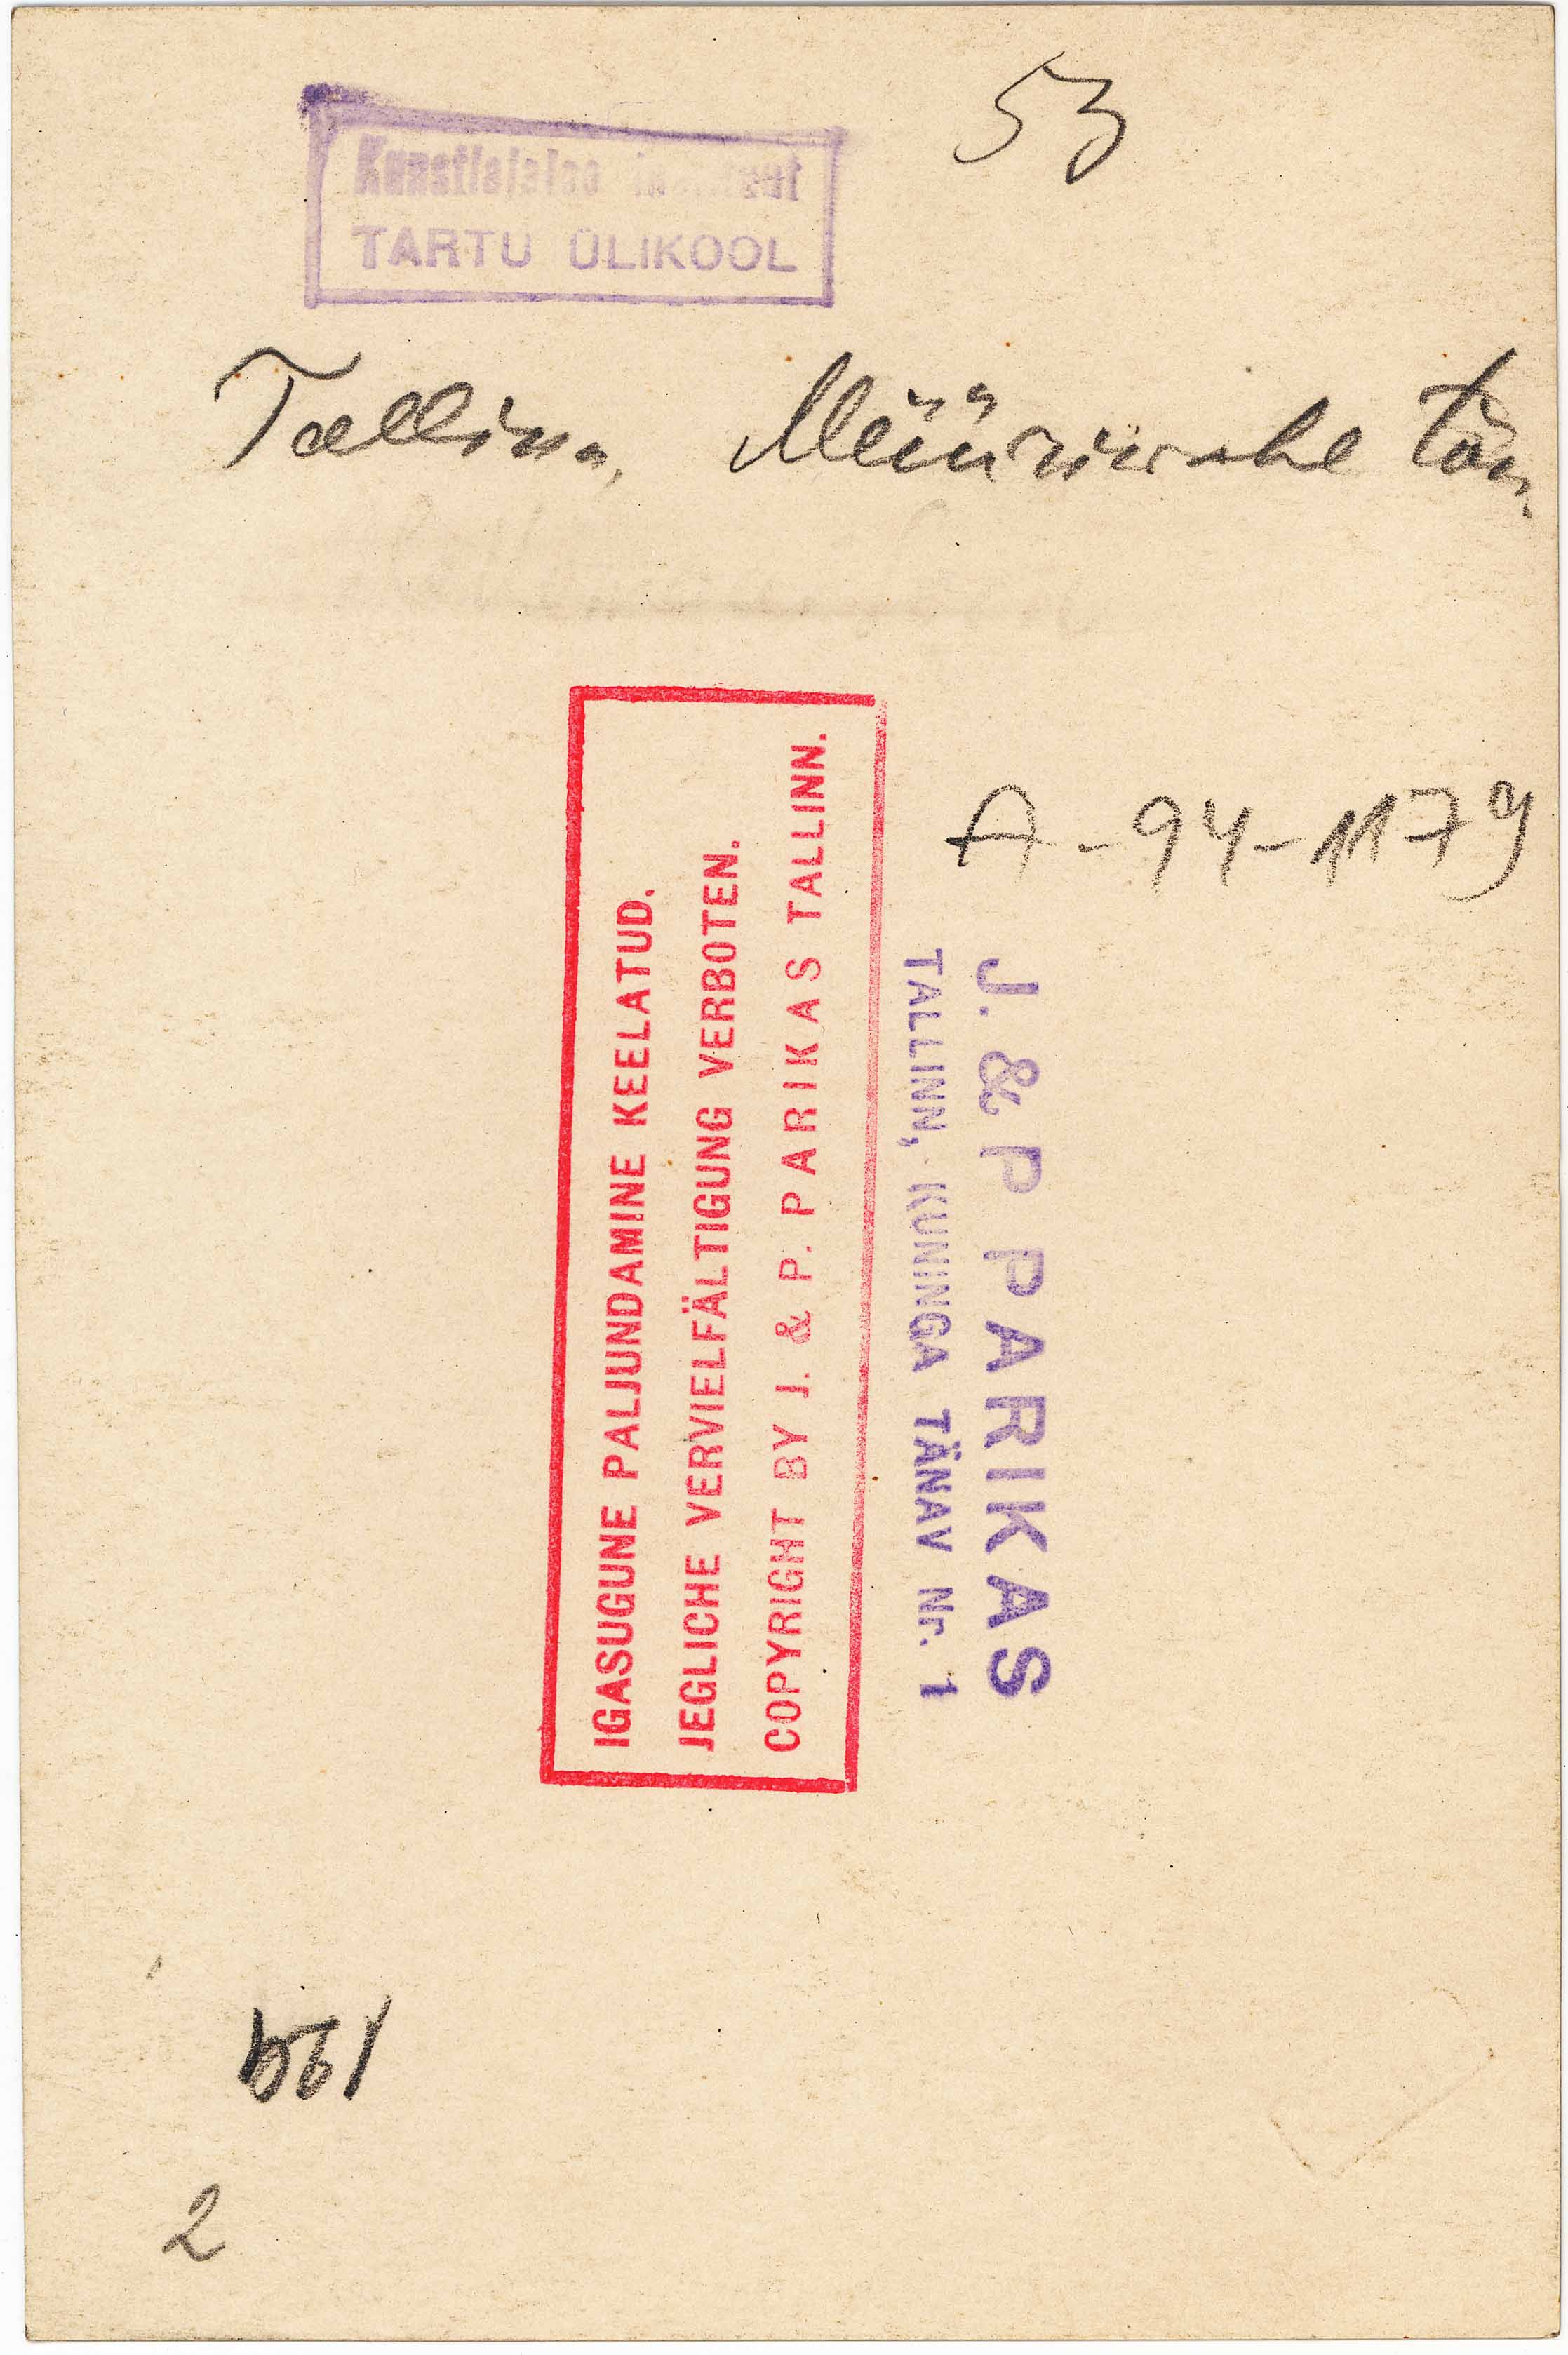 53
TARTU ÜLIKOOL
Tallinn, Müürivahe tän.
A-94-1179
IGASUGUNE PALJUNDAMINE KEELATUD.
JEGLICHE VERVIELFÄLTIGUNG VERBOTEN.
COPYRIGHT BY J. & P. PARIKAS TALLINN.
J. & P PARIKAS
TALLINN, KUNINGA TÄNAV Nr. 1
2